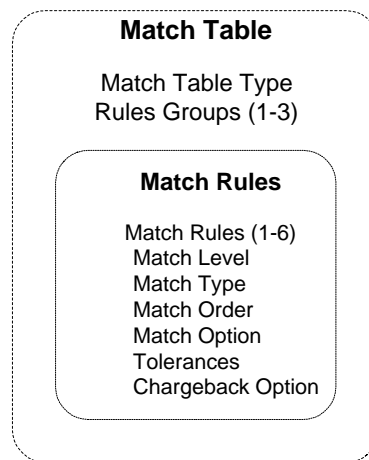 Match Table
Match Table Type
Rules Groups (1-3)
Match Rules
Match Rules (1-6)
Match Level
Match Type
Match Order
Match Option
Tolerances
Chargeback Option